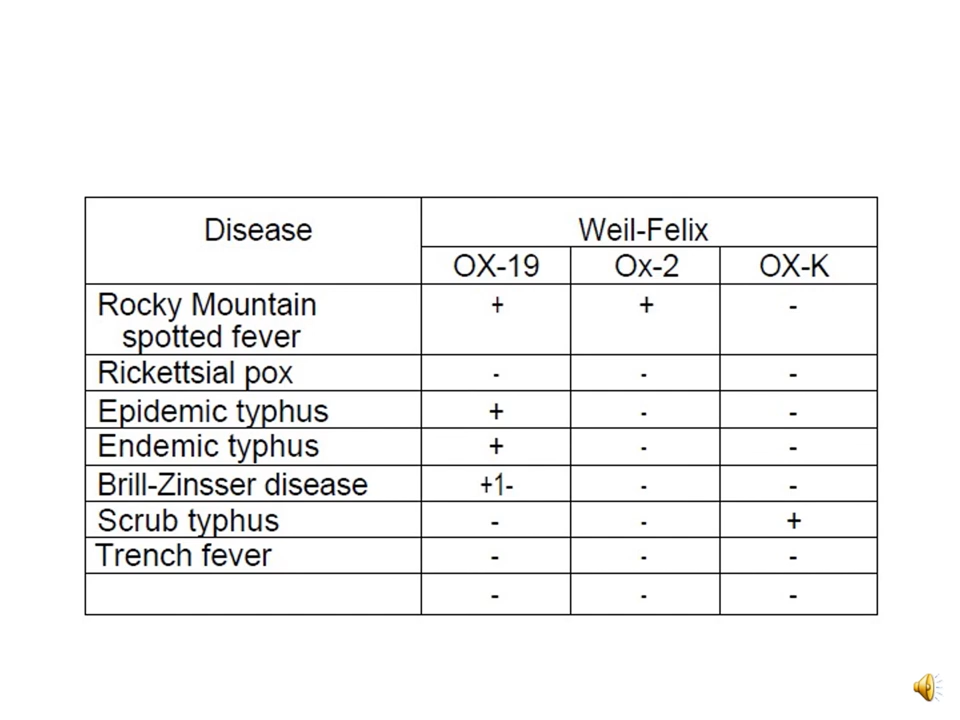 Disease Weil-Felix
OX-19 Ox-2 OX-K
Rocky Mountain + + -
spotted fever
Rickettsial pox - - -
Epidemic typhus + - -
Endemic typhus + - -
Brill-Zinsser disease +1- - -
Scrub typhus - - +
Trench fever - - -
- - -